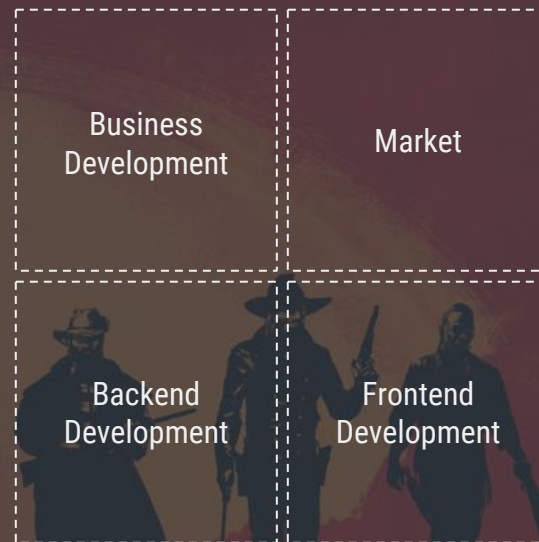 Business
Development
Market
Backend
Development
Frontend
Development